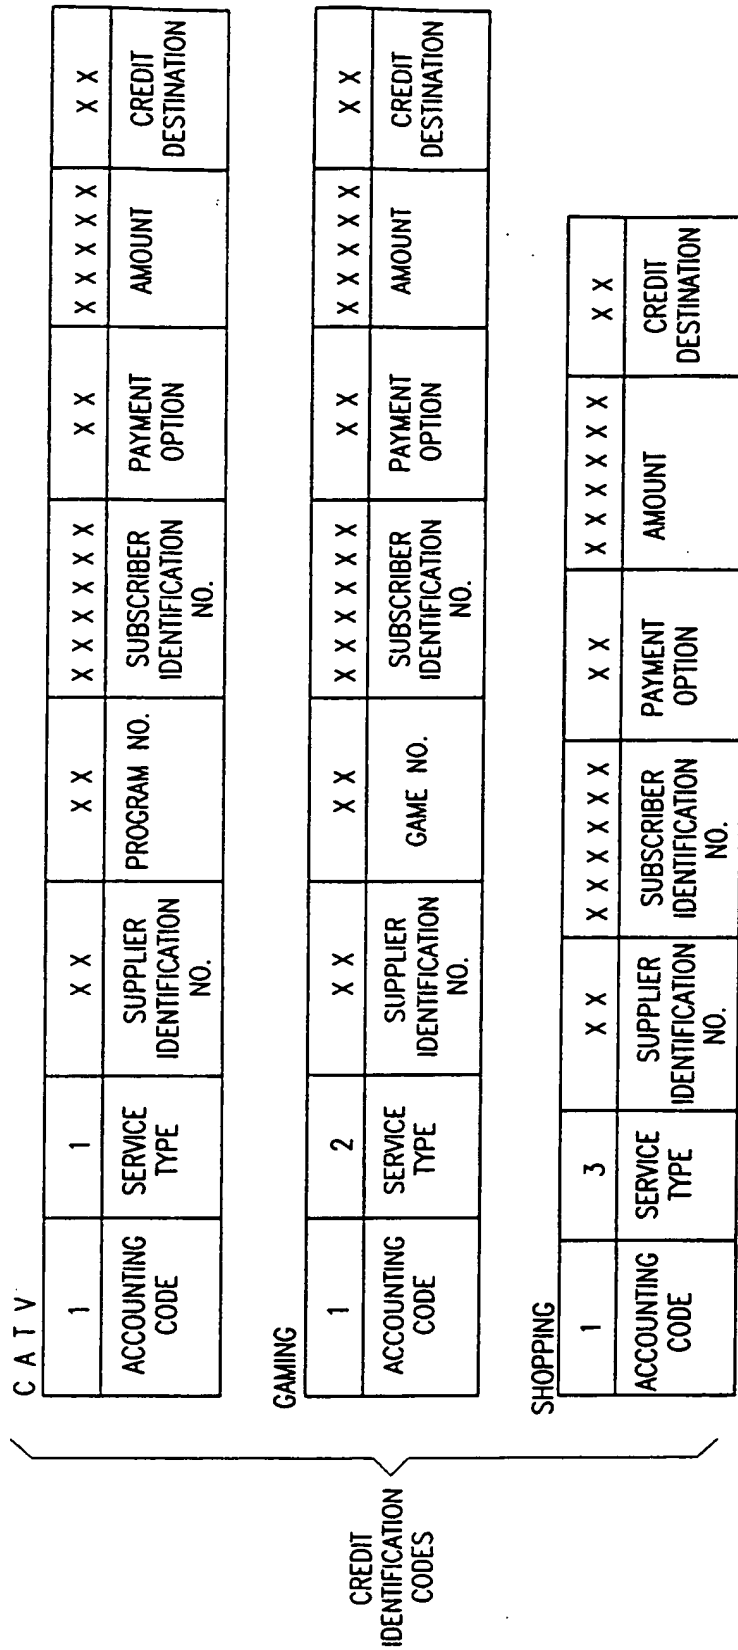 C A T V
1 1 X X X X X X X X X X X X X X X X X X X
ACCOUNTING CODE
SERVICE TYPE
SUPPLIER IDENTIFICATION NO.
PROGRAM NO.
SUBSCRIBER IDENTIFICATION NO.
PAYMENT OPTION
AMOUNT
CREDIT DESTINATION
GAMING
1 2 X X X X X X X X X X X X X X X X X X X
ACCOUNTING CODE
SERVICE TYPE
SUPPLIER IDENTIFICATION NO.
GAME NO.
SUBSCRIBER IDENTIFICATION NO.
PAYMENT OPTION
AMOUNT
CREDIT DESTINATION
CREDIT
IDENTIFICATION
CODES
SHOPPING
1 3 X X X X X X X X X X X X X X X X X X
ACCOUNTING CODE
SERVICE TYPE
SUPPLIER IDENTIFICATION NO.
SUBSCRIBER IDENTIFICATION NO.
PAYMENT OPTION
AMOUNT
CREDIT DESTINATION